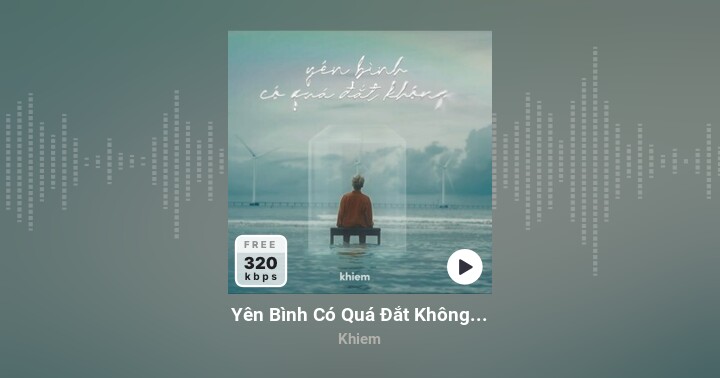 yên bình
có quá đắt không
FREE
320
kbps
khiem
Yên Bình Có Quá Đắt Không...
Khiem